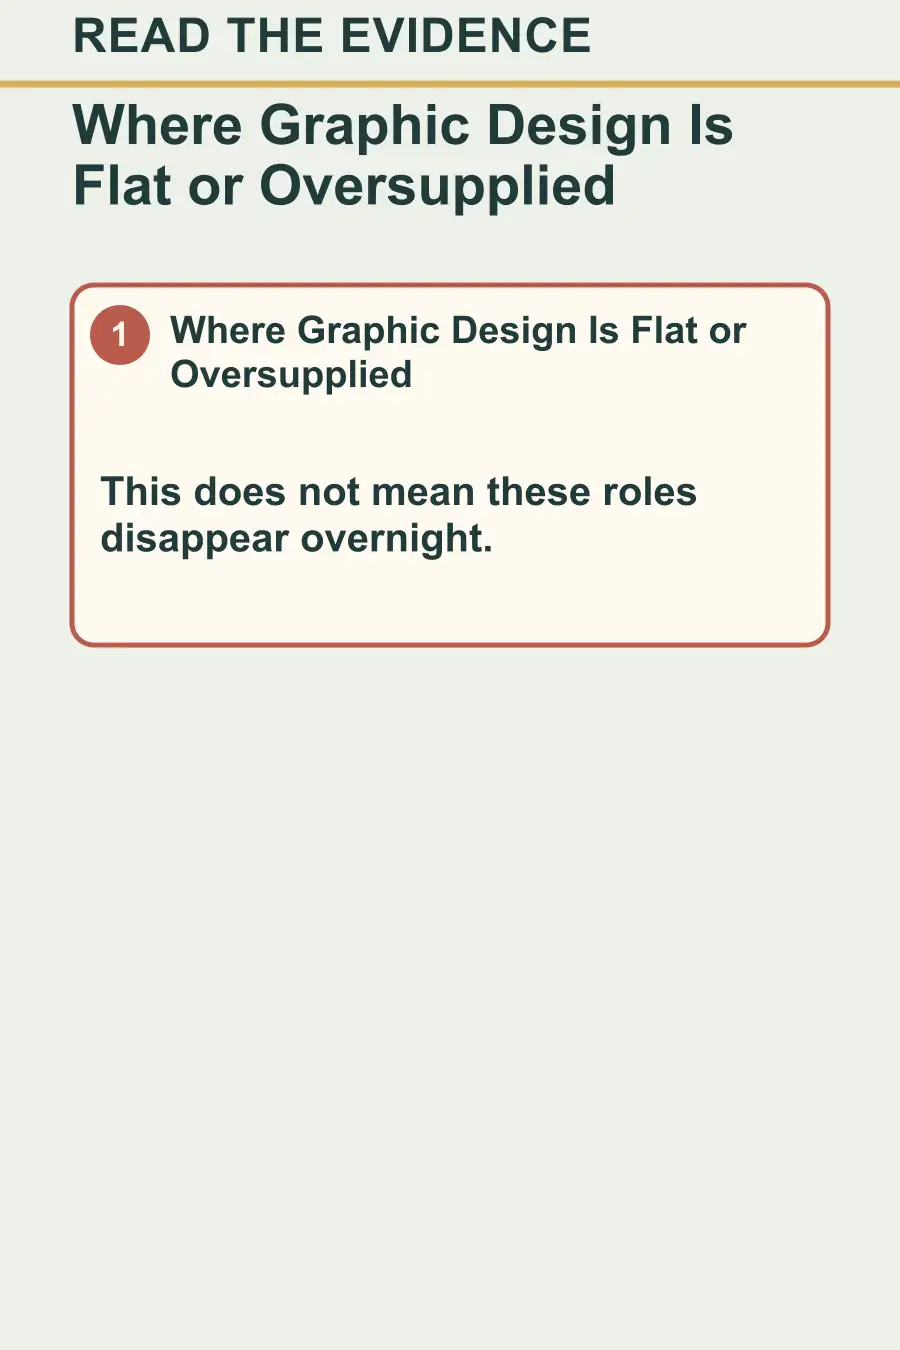 READ THE EVIDENCE
Where Graphic Design Is
Flat or Oversupplied
1
Where Graphic Design Is Flat or
Oversupplied
This does not mean these roles
disappear overnight.